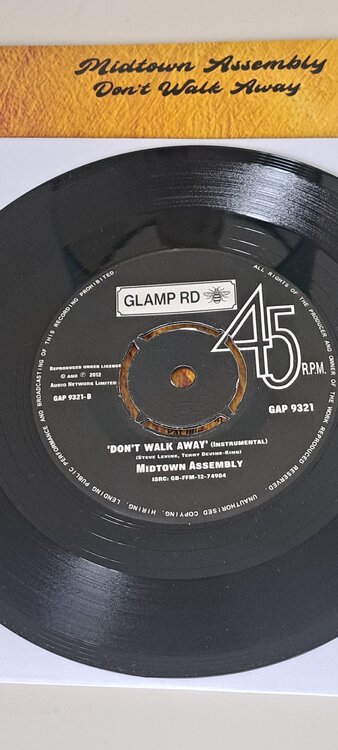 Midtown Assembly
Don't Walk Away
GLAMP RD
45
R.P.M.
REPRODUCED UNDER LICENCE
© AND ℗ 2012
AUDIO NETWORK LIMITED
GAP 9321-B
GAP 9321
'DON'T WALK AWAY' (INSTRUMENTAL)
(STEVE LEVINE, TERRY DEVINE-KING)
MIDTOWN ASSEMBLY
ISRC: GB-FFM-12-74904
ALL RIGHTS OF THE PRODUCER AND OWNER OF THE WORK REPRODUCED RESERVED. UNAUTHORISED COPYING, HIRING, LENDING, PUBLIC PERFORMANCE AND BROADCASTING OF THIS RECORDING PROHIBITED